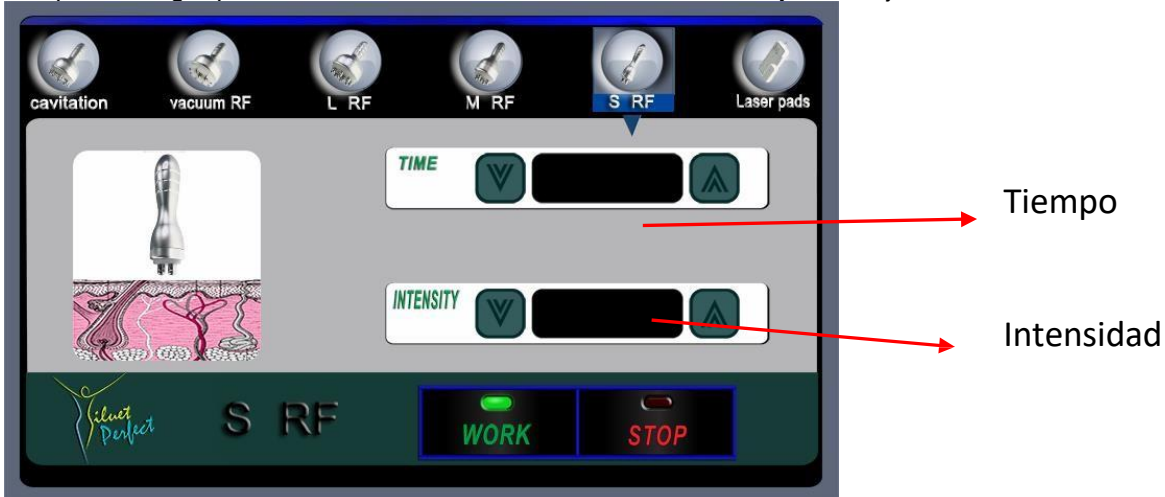 cavitation
vacuum RF
L RF
M RF
S RF
Laser pads
TIME
Tiempo
INTENSITY
Intensidad
Siluet
Perfect
S RF
WORK
STOP